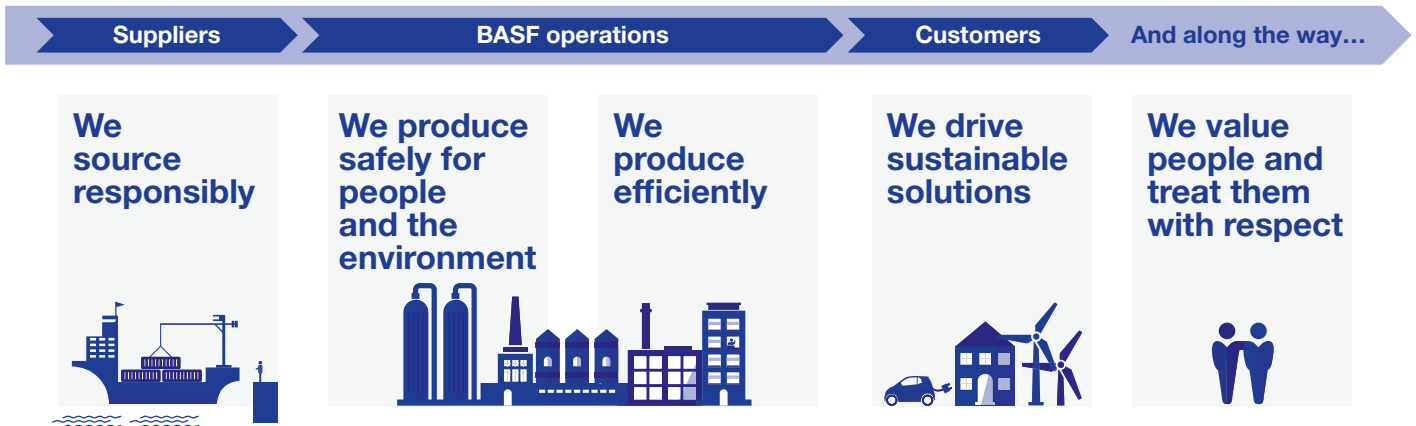 Suppliers
BASF operations
Customers
And along the way…
We
source
responsibly
We produce
safely for
people
and the
environment
We
produce
efficiently
We drive
sustainable
solutions
We value
people and
treat them
with respect